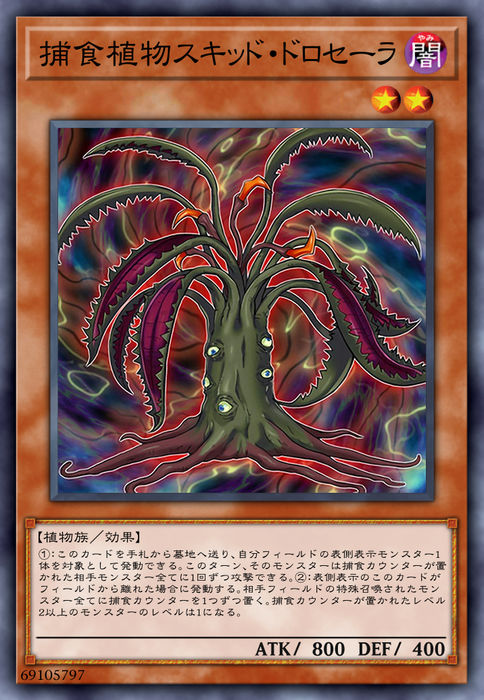 捕食植物スキッド・ドロセーラ
やみ
闇
【植物族／効果】
①：このカードを手札から墓地へ送り、自分フィールドの表側表示モンスター1
体を対象として発動できる。このターン、そのモンスターは捕食カウンターが置
かれた相手モンスター全てに1回ずつ攻撃できる。②：表側表示のこのカードが
フィールドから離れた場合に発動する。相手フィールドの特殊召喚されたモン
スター全てに捕食カウンターを1つずつ置く。捕食カウンターが置かれたレベル
2以上のモンスターのレベルは1になる。
ATK/ 800 DEF/ 400
69105797